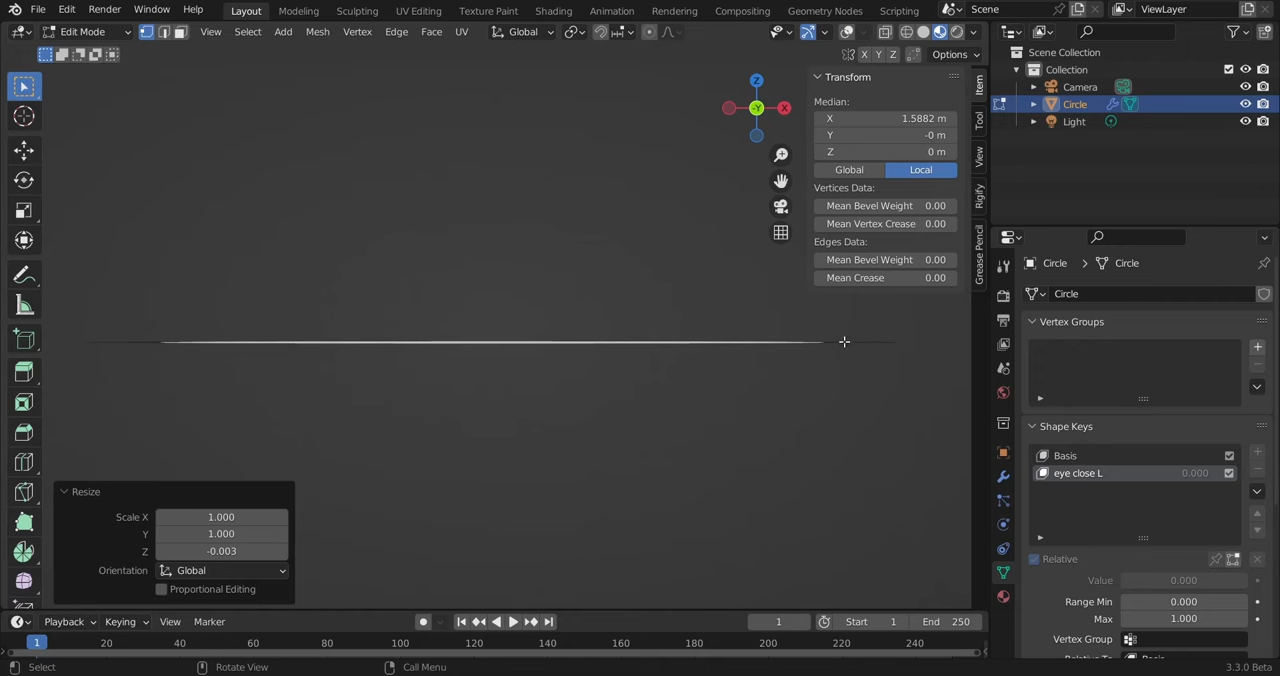 File Edit Render Window Help Layout Modeling Sculpting UV Editing Texture Paint Shading Animation Rendering Compositing Geometry Nodes Scripting Scene ViewLayer
Edit Mode View Select Add Mesh Vertex Edge Face UV Global
X Y Z Options
Transform
Median:
X 1.5882 m
Y -0 m
Z 0 m
Global Local
Vertices Data:
Mean Bevel Weight 0.00
Mean Vertex Crease 0.00
Edges Data:
Mean Bevel Weight 0.00
Mean Crease 0.00
Z
-Y
X
Item
Tool
View
Rigify
Grease Pencil
Scene Collection
Collection
Camera
Circle
Light
Circle Circle
Circle
Vertex Groups
Shape Keys
Basis
eye close L 0.000
Relative
Value 0.000
Range Min 0.000
Max 1.000
Vertex Group
Resize
Scale X 1.000
Y 1.000
Z -0.003
Orientation Global
Proportional Editing
Playback Keying View Marker 1 Start 1 End 250
1 20 40 60 80 100 120 140 160 180 200 220 240
Select Rotate View Call Menu 3.3.0 Beta